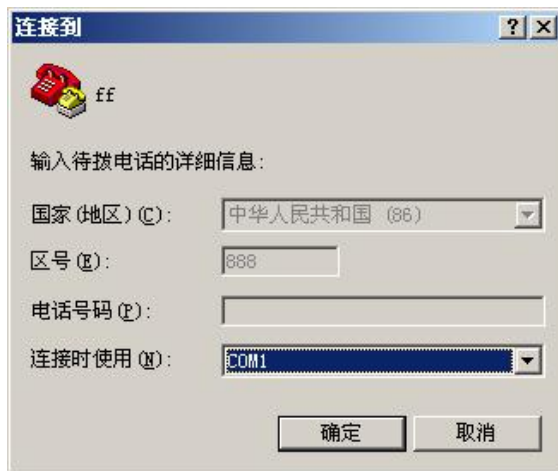 连接到
ff
输入待拨电话的详细信息:
国家(地区)(C): 中华人民共和国 (86)
区号(E): 888
电话号码(P):
连接时使用(N): COM1
确定 取消